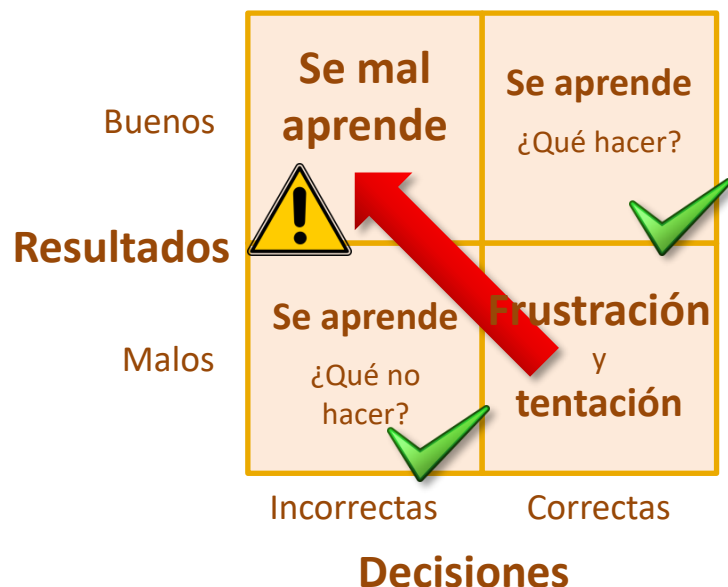 Buenos
Se mal
aprende
Se aprende
¿Qué hacer?
Resultados
Malos
Se aprende
¿Qué no
hacer?
Frustración
y
tentación
Incorrectas
Correctas
Decisiones